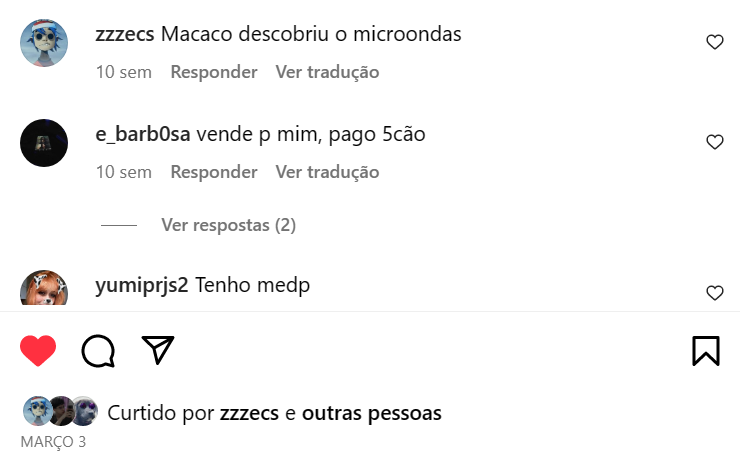 zzzecs Macaco descobriu o microondas
10 sem Responder Ver tradução
e_barb0sa vende p mim, pago 5cão
10 sem Responder Ver tradução
Ver respostas (2)
yumiprjs2 Tenho medp
Curtido por zzzecs e outras pessoas
MARÇO 3